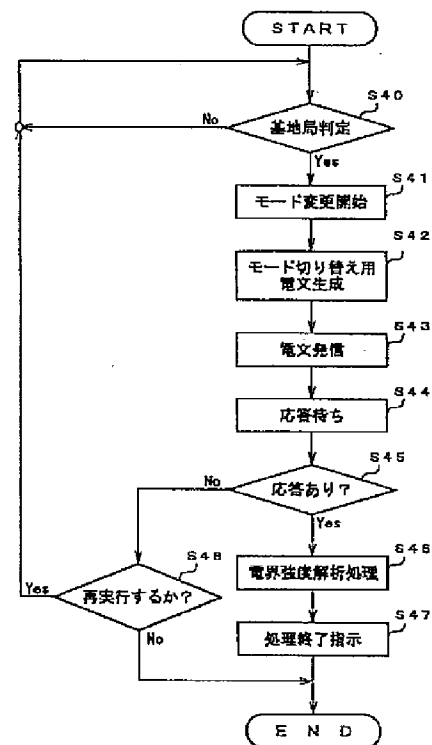 START
S40
基地局判定
No
Yes
S41
モード変更開始
S42
モード切り替え用
電文生成
S43
電文発信
S44
応答待ち
S45
応答あり？
No
Yes
S46
電界強度解析処理
S48
再実行するか？
Yes
No
S47
処理終了指示
END